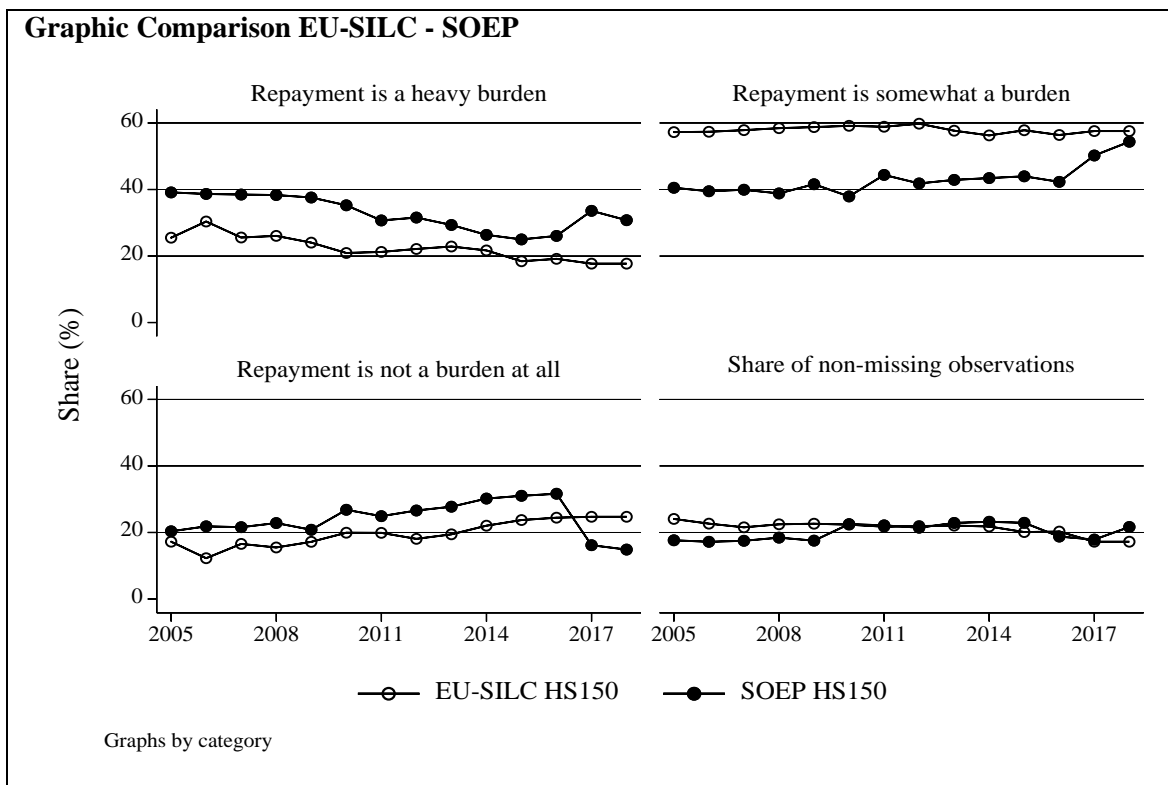 Graphic Comparison EU-SILC - SOEP
Repayment is a heavy burden
Repayment is somewhat a burden
60
40
20
0
Share (%)
Repayment is not a burden at all
Share of non-missing observations
60
40
20
0
2005 2008 2011 2014 2017
2005 2008 2011 2014 2017
EU-SILC HS150 SOEP HS150
Graphs by category